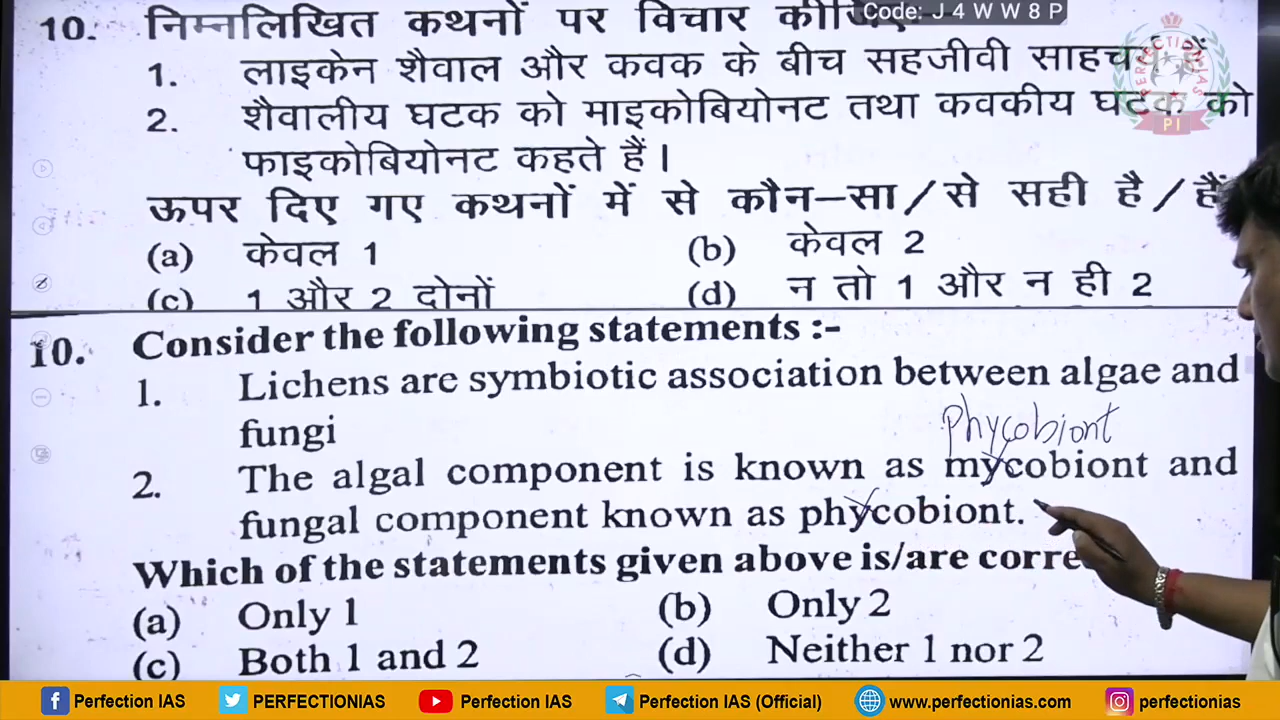 Code: J 4 W W 8 P
10. निम्नलिखित कथनों पर विचार
1. लाइकेन शैवाल और कवक के बीच सहजीवी साहचर्य हैं
2. शैवालीय घटक को माइकोबियोनट तथा कवकीय घटक को
फाइकोबियोनट कहते हैं।
ऊपर दिए गए कथनों में से कौन–सा/से सही है/हैं
(a) केवल 1 (b) केवल 2
(c) 1 और 2 दोनों (d) न तो 1 और न ही 2
10. Consider the following statements :-
1. Lichens are symbiotic association between algae and
fungi
Phycobiont
2. The algal component is known as mycobiont and
fungal component known as phycobiont.
Which of the statements given above is/are corre
(a) Only 1 (b) Only 2
(c) Both 1 and 2 (d) Neither 1 nor 2
PERFECTION IAS
PI
Perfection IAS PERFECTIONIAS Perfection IAS Perfection IAS (Official) www.perfectionias.com perfectionias